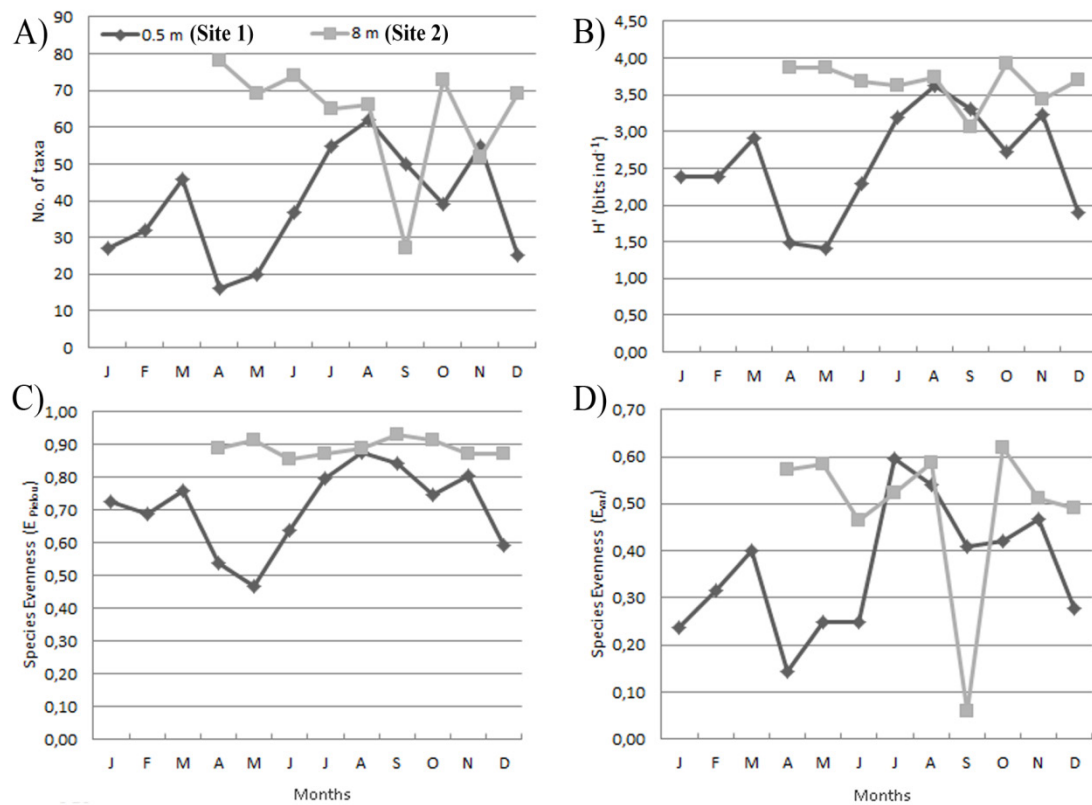 A)
0.5 m (Site 1) 8 m (Site 2)
90
80
70
60
50
40
30
20
10
0
No. of taxa
J F M A M J J A S O N D
B)
4,50
4,00
3,50
3,00
2,50
2,00
1,50
1,00
0,50
0,00
H' (bits ind-1)
J F M A M J J A S O N D
C)
1,00
0,90
0,80
0,70
0,60
0,50
0,40
0,30
0,20
0,10
0,00
Species Evenness (E Pielou)
J F M A M J J A S O N D
Months
D)
0,70
0,60
0,50
0,40
0,30
0,20
0,10
0,00
Species Evenness (Evar)
J F M A M J J A S O N D
Months